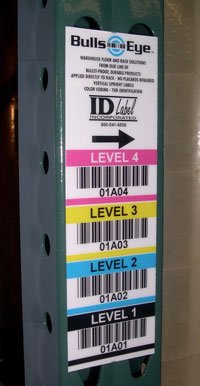 Bulls Eye™
WAREHOUSE FLOOR AND RACK SOLUTIONS
FROM OUR LINE OF
BULLET-PROOF, DURABLE PRODUCTS.
APPLIED DIRECTLY TO RACK - NO PLACARDS REQUIRED
VERTICAL UPRIGHT LABELS
COLOR CODING - TIER IDENTIFICATION
ID Label
INCORPORATED
LEVEL 4
01A04
LEVEL 3
01A03
LEVEL 2
01A02
LEVEL 1
01A01